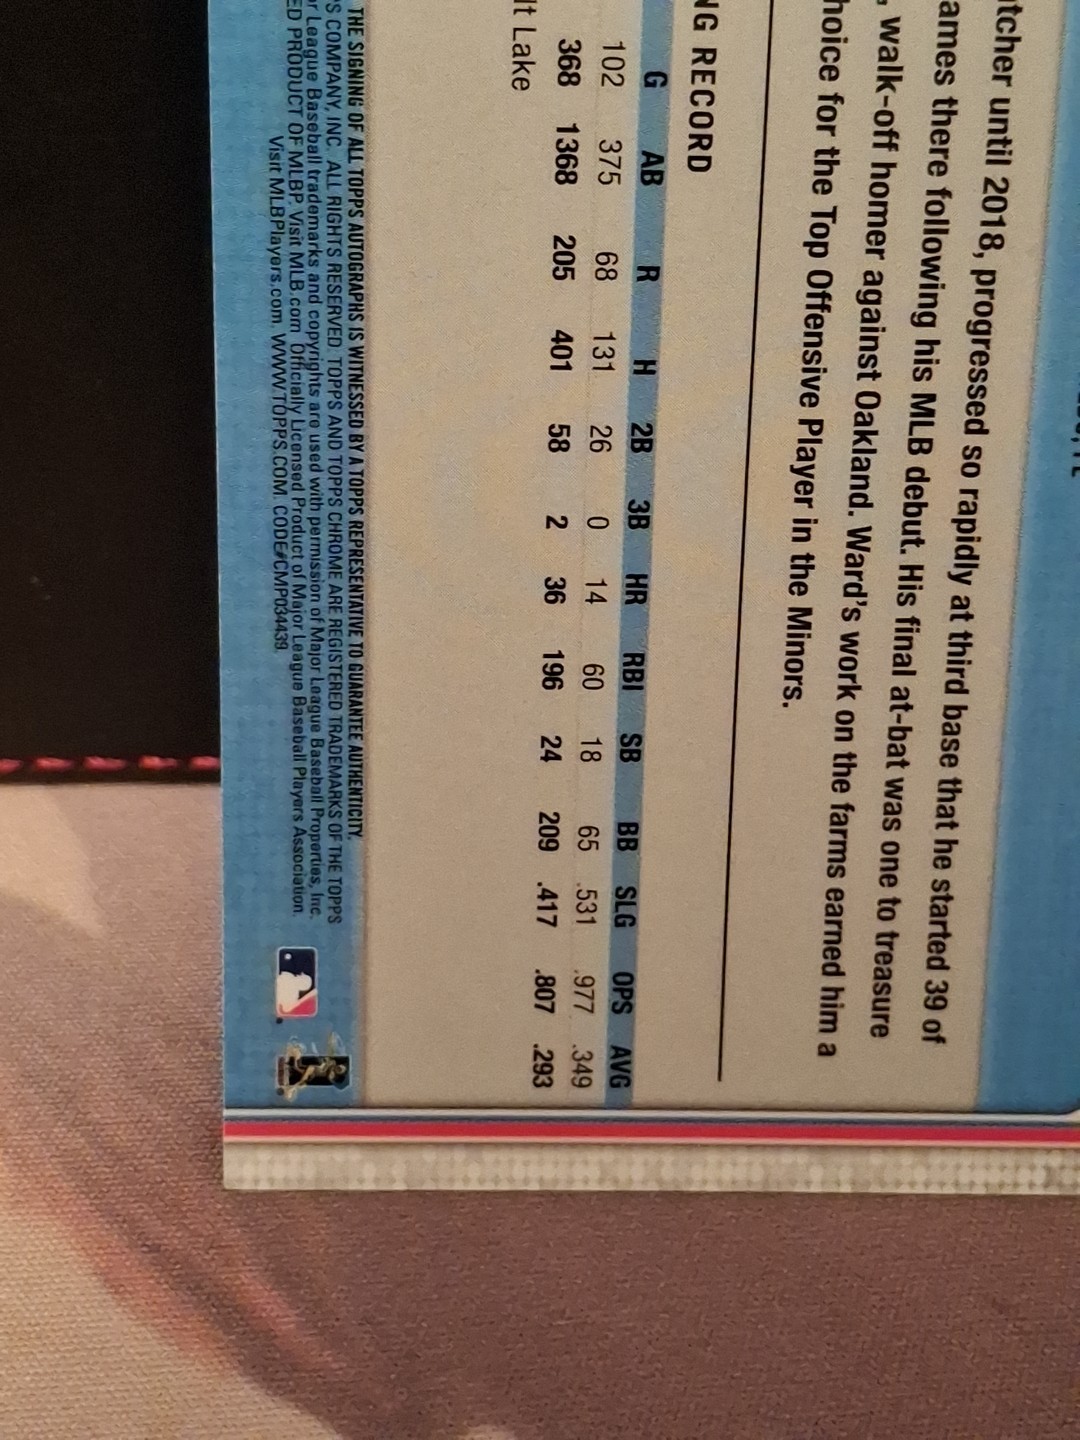 atcher until 2018, progressed so rapidly at third base that he started 39 of
ames there following his MLB debut. His final at-bat was one to treasure
, walk-off homer against Oakland. Ward's work on the farms earned him a
hoice for the Top Offensive Player in the Minors.
NG RECORD
G AB R H 2B 3B HR RBI SB BB SLG OPS AVG
102 375 68 131 26 0 14 60 18 65 .531 .977 .349
368 1368 205 401 58 2 36 196 24 209 .417 .807 .293
lt Lake
THE SIGNING OF ALL TOPPS AUTOGRAPHS IS WITNESSED BY A TOPPS REPRESENTATIVE TO GUARANTEE AUTHENTICITY.
PS COMPANY, INC. ALL RIGHTS RESERVED. TOPPS AND TOPPS CHROME ARE REGISTERED TRADEMARKS OF THE TOPPS
r League Baseball trademarks and copyrights are used with permission of Major League Baseball Properties, Inc.
ED PRODUCT OF MLBP. Visit MLB.com. Officially Licensed Product of Major League Baseball Players Association.
Visit MLBPlayers.com. WWW.TOPPS.COM. CODE#CMP034439.